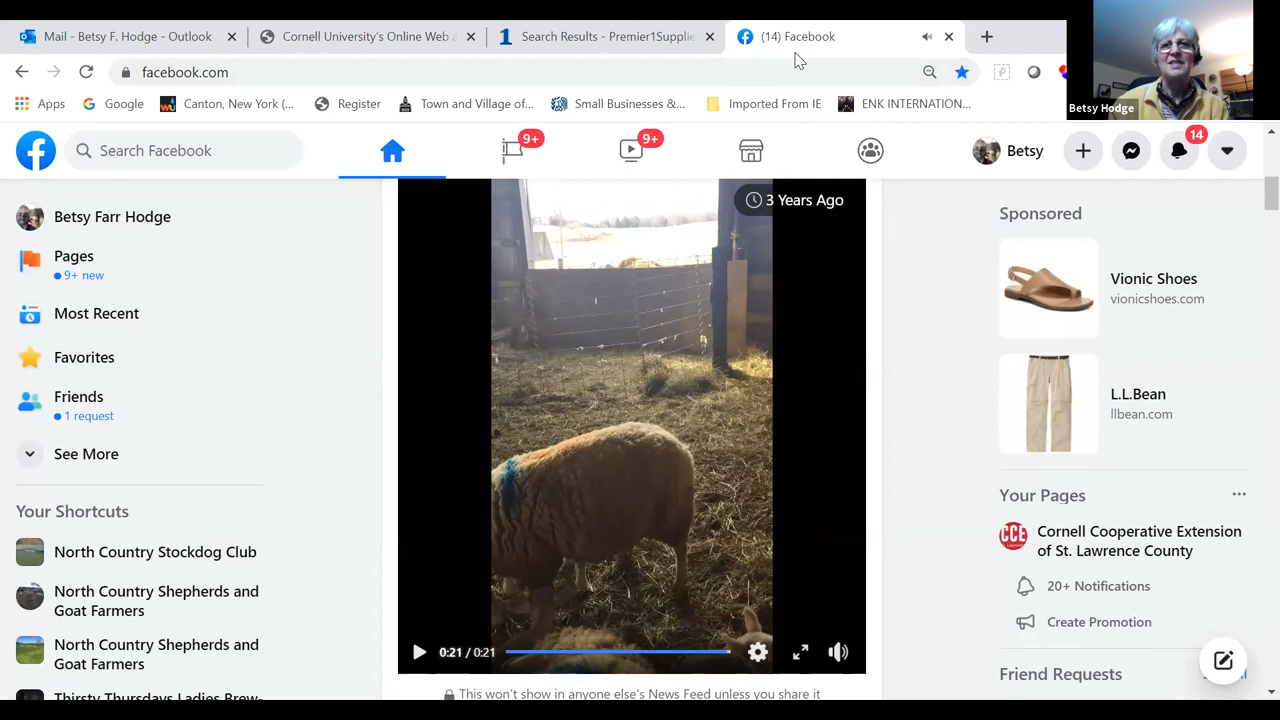 Mail - Betsy F. Hodge - Outlook
Cornell University's Online Web
Search Results - Premier1Supplie
(14) Facebook
facebook.com
Apps
Google
Canton, New York (...
Register
Town and Village of...
Small Businesses &...
Imported From IE
ENK INTERNATION...
Betsy Hodge
Search Facebook
9+
9+
Betsy
14
Betsy Farr Hodge
Pages
9+ new
Most Recent
Favorites
Friends
1 request
See More
Your Shortcuts
North Country Stockdog Club
North Country Shepherds and
Goat Farmers
North Country Shepherds and
Goat Farmers
Thirsty Thursdays Ladies Brew-
3 Years Ago
0:21 / 0:21
This won't show in anyone else's News Feed unless you share it
Sponsored
Vionic Shoes
vionicshoes.com
L.L.Bean
llbean.com
Your Pages
CCE
Cornell Cooperative Extension
of St. Lawrence County
20+ Notifications
Create Promotion
Friend Requests